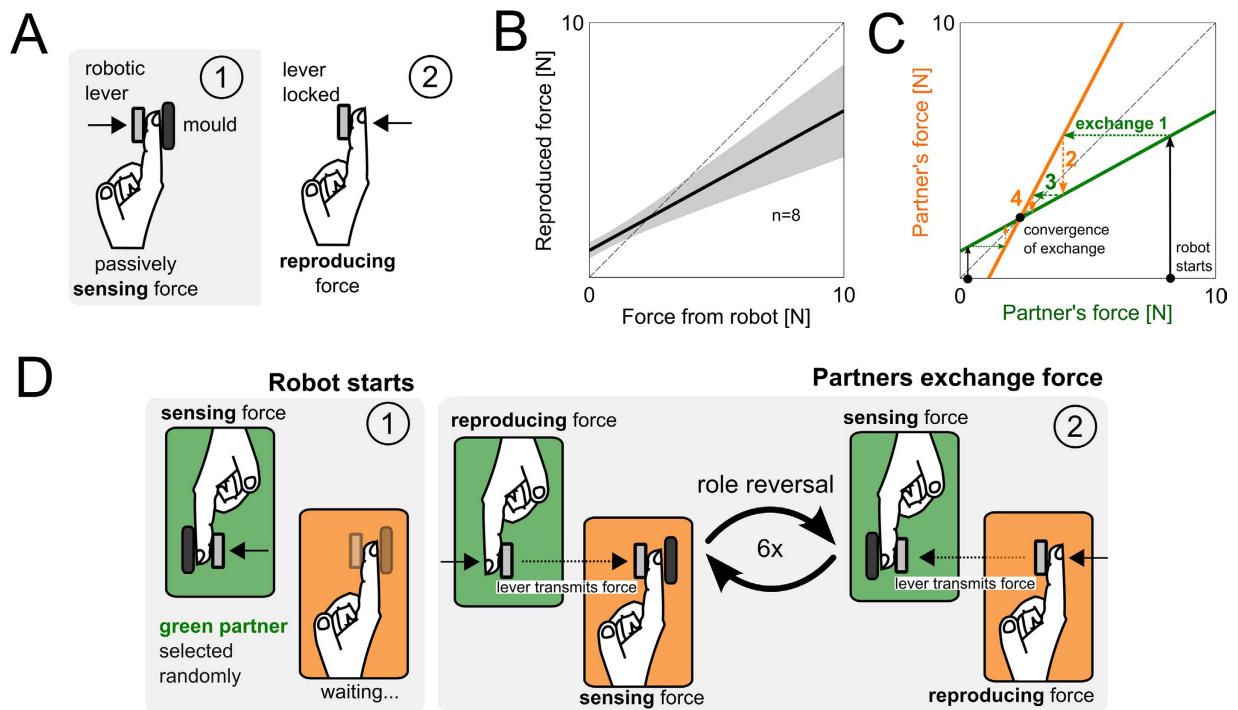 A
robotic
lever
1
mould
passively
sensing force
lever
locked
2
reproducing
force
B
Reproduced force [N]
10
n=8
0
10
Force from robot [N]
C
Partner's force [N]
10
exchange 1
2
3
4
convergence
of exchange
robot
starts
0
10
Partner's force [N]
D
Robot starts
sensing force
1
green partner
selected
randomly
waiting...
Partners exchange force
reproducing force
lever transmits force
sensing force
role reversal
6x
sensing force
2
lever transmits force
reproducing force